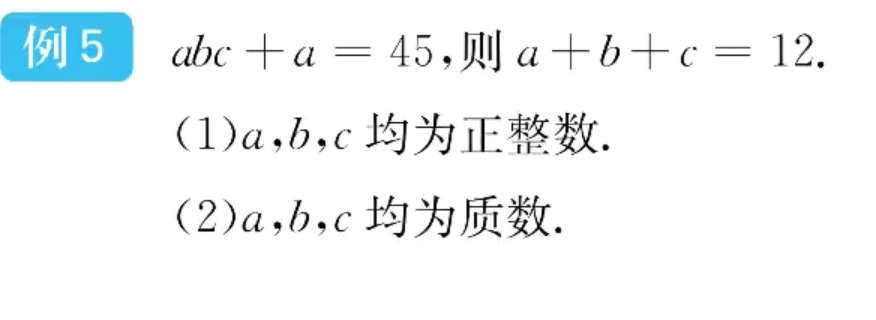 例5 abc + a = 45,则 a + b + c = 12.
(1)a,b,c 均为正整数.
(2)a,b,c 均为质数.